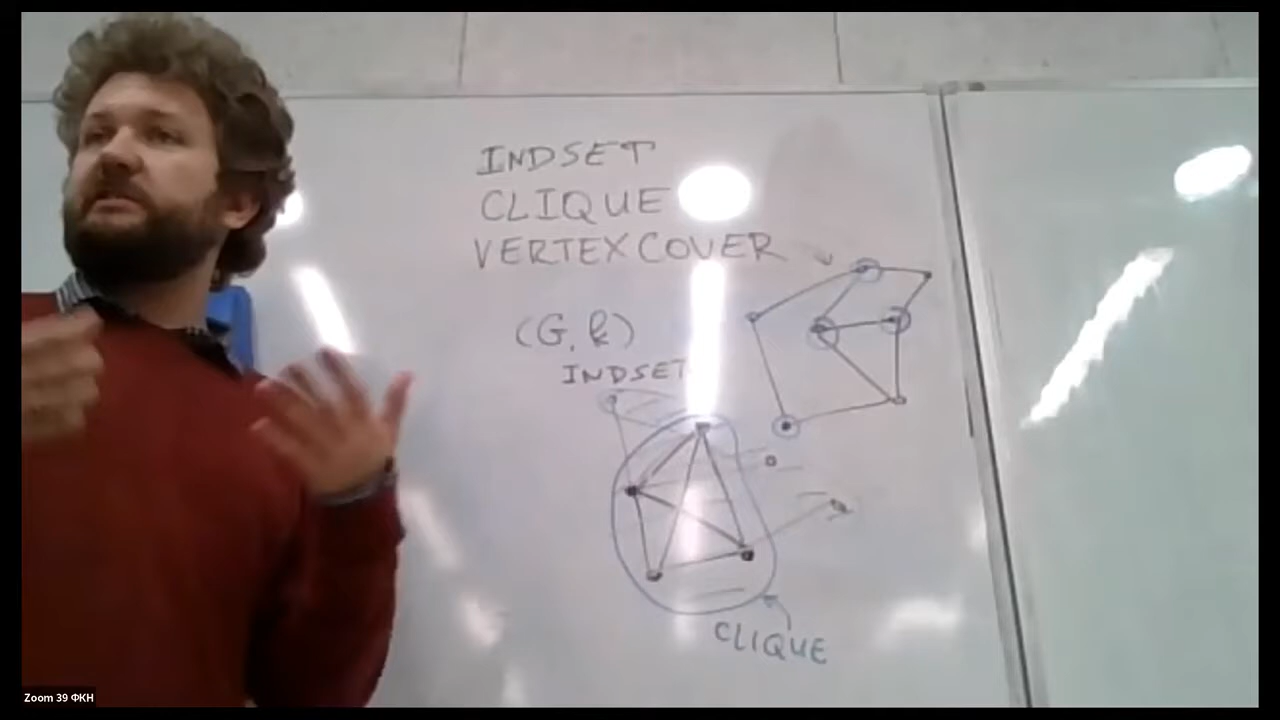 INDSET
CLIQUE
VERTEXCOVER
(G, k)
INDSET
CLIQUE
Zoom 39 ФКН